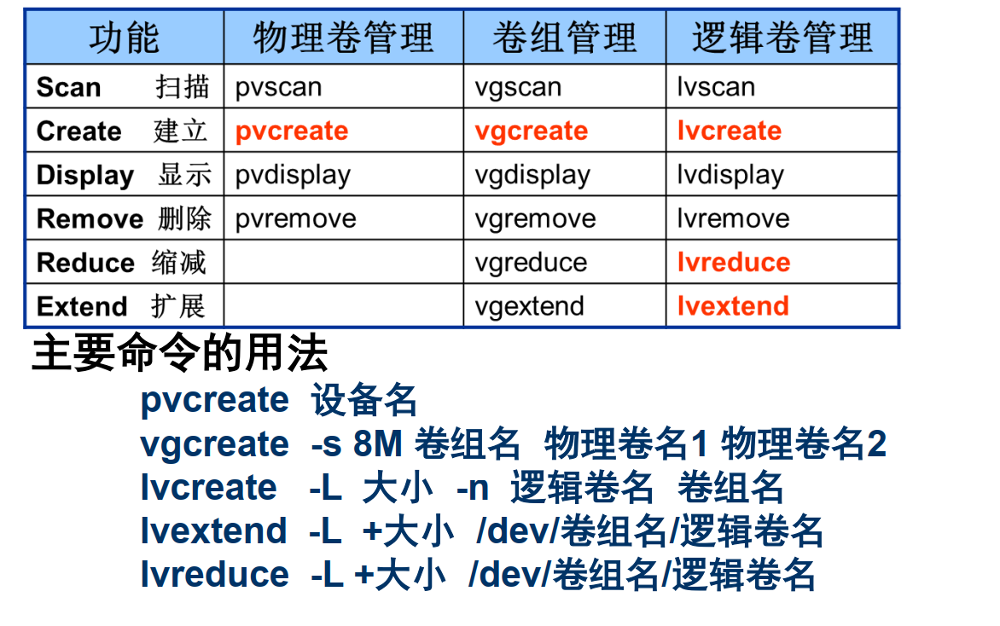 功能 物理卷管理 卷组管理 逻辑卷管理
Scan 扫描 pvscan vgscan lvscan
Create 建立 pvcreate vgcreate lvcreate
Display 显示 pvdisplay vgdisplay lvdisplay
Remove 删除 pvremove vgremove lvremove
Reduce 缩减 vgreduce lvreduce
Extend 扩展 vgextend lvextend
主要命令的用法
pvcreate 设备名
vgcreate -s 8M 卷组名 物理卷名1 物理卷名2
lvcreate -L 大小 -n 逻辑卷名 卷组名
lvextend -L +大小 /dev/卷组名/逻辑卷名
lvreduce -L +大小 /dev/卷组名/逻辑卷名